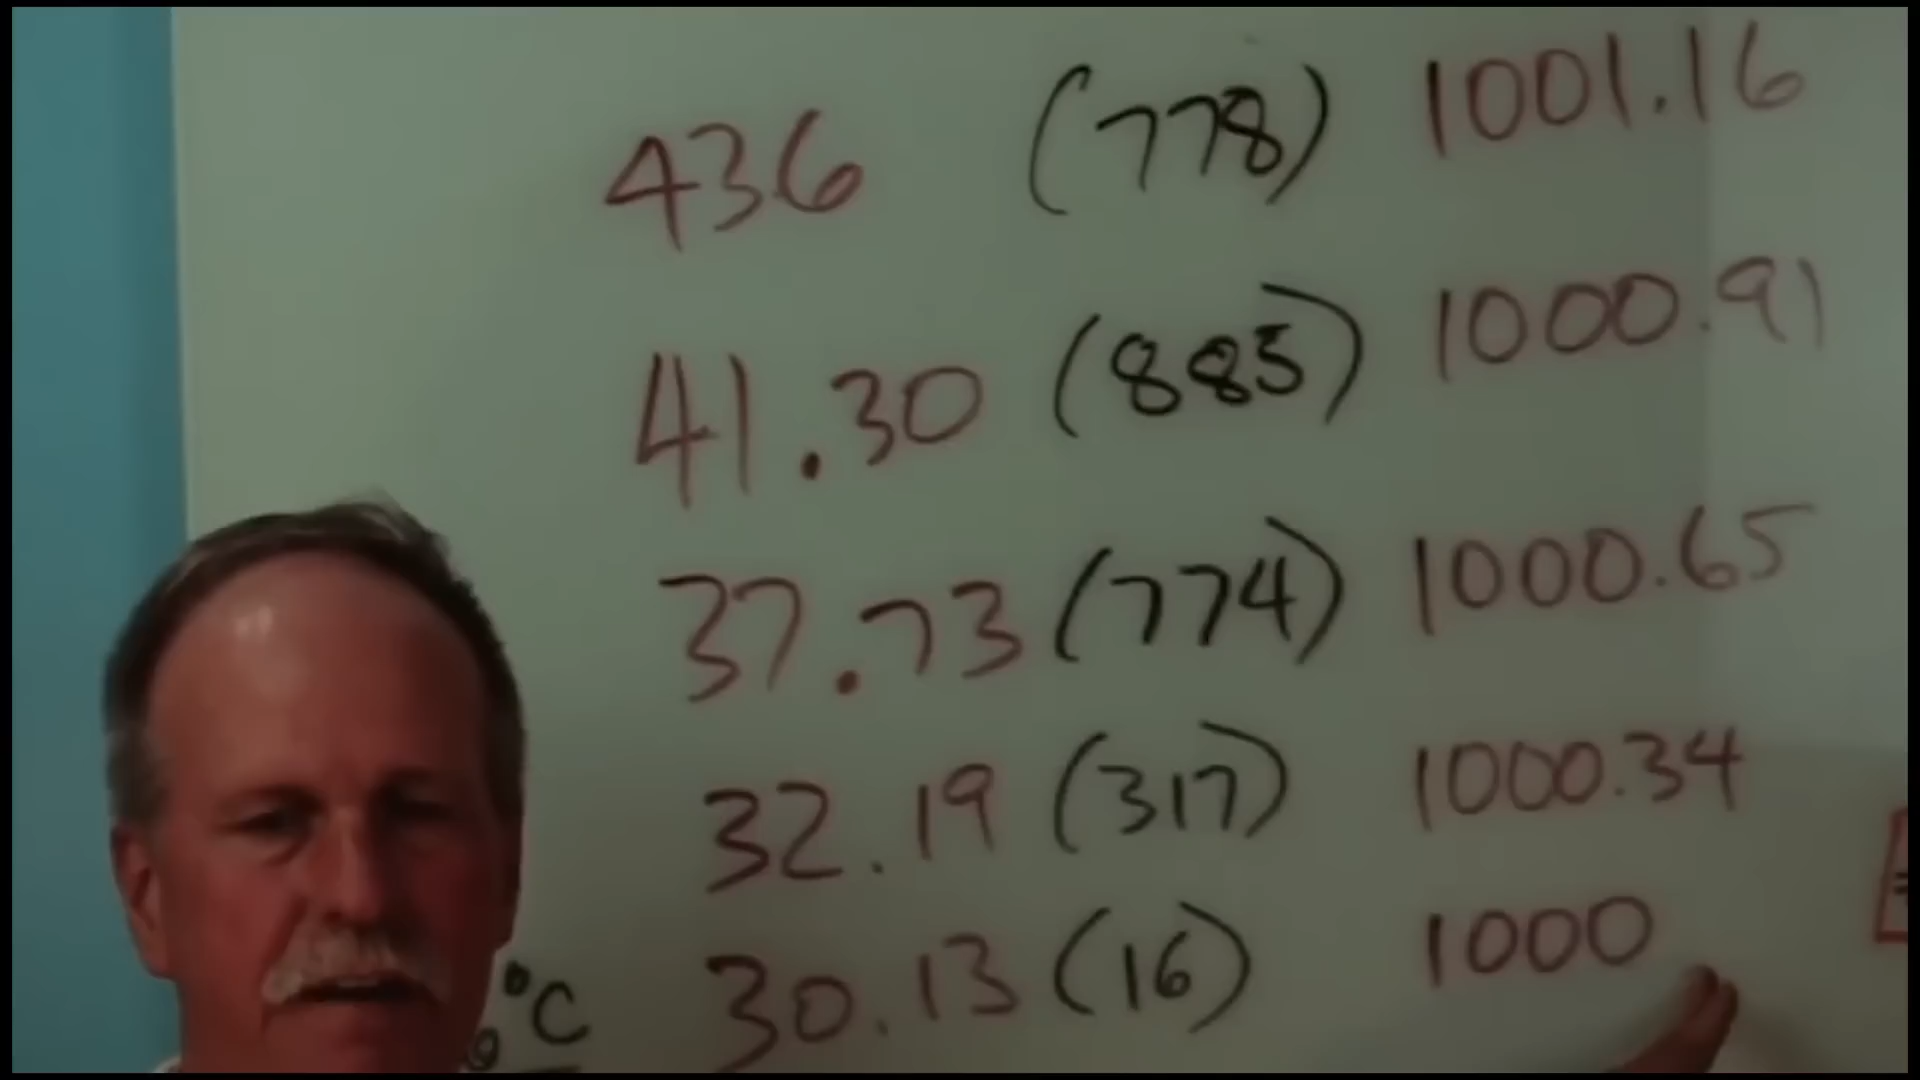 436 (778) 1001.16
41.30 (885) 1000.91
37.73 (774) 1000.65
32.19 (317) 1000.34
30.13 (16) 1000
°C